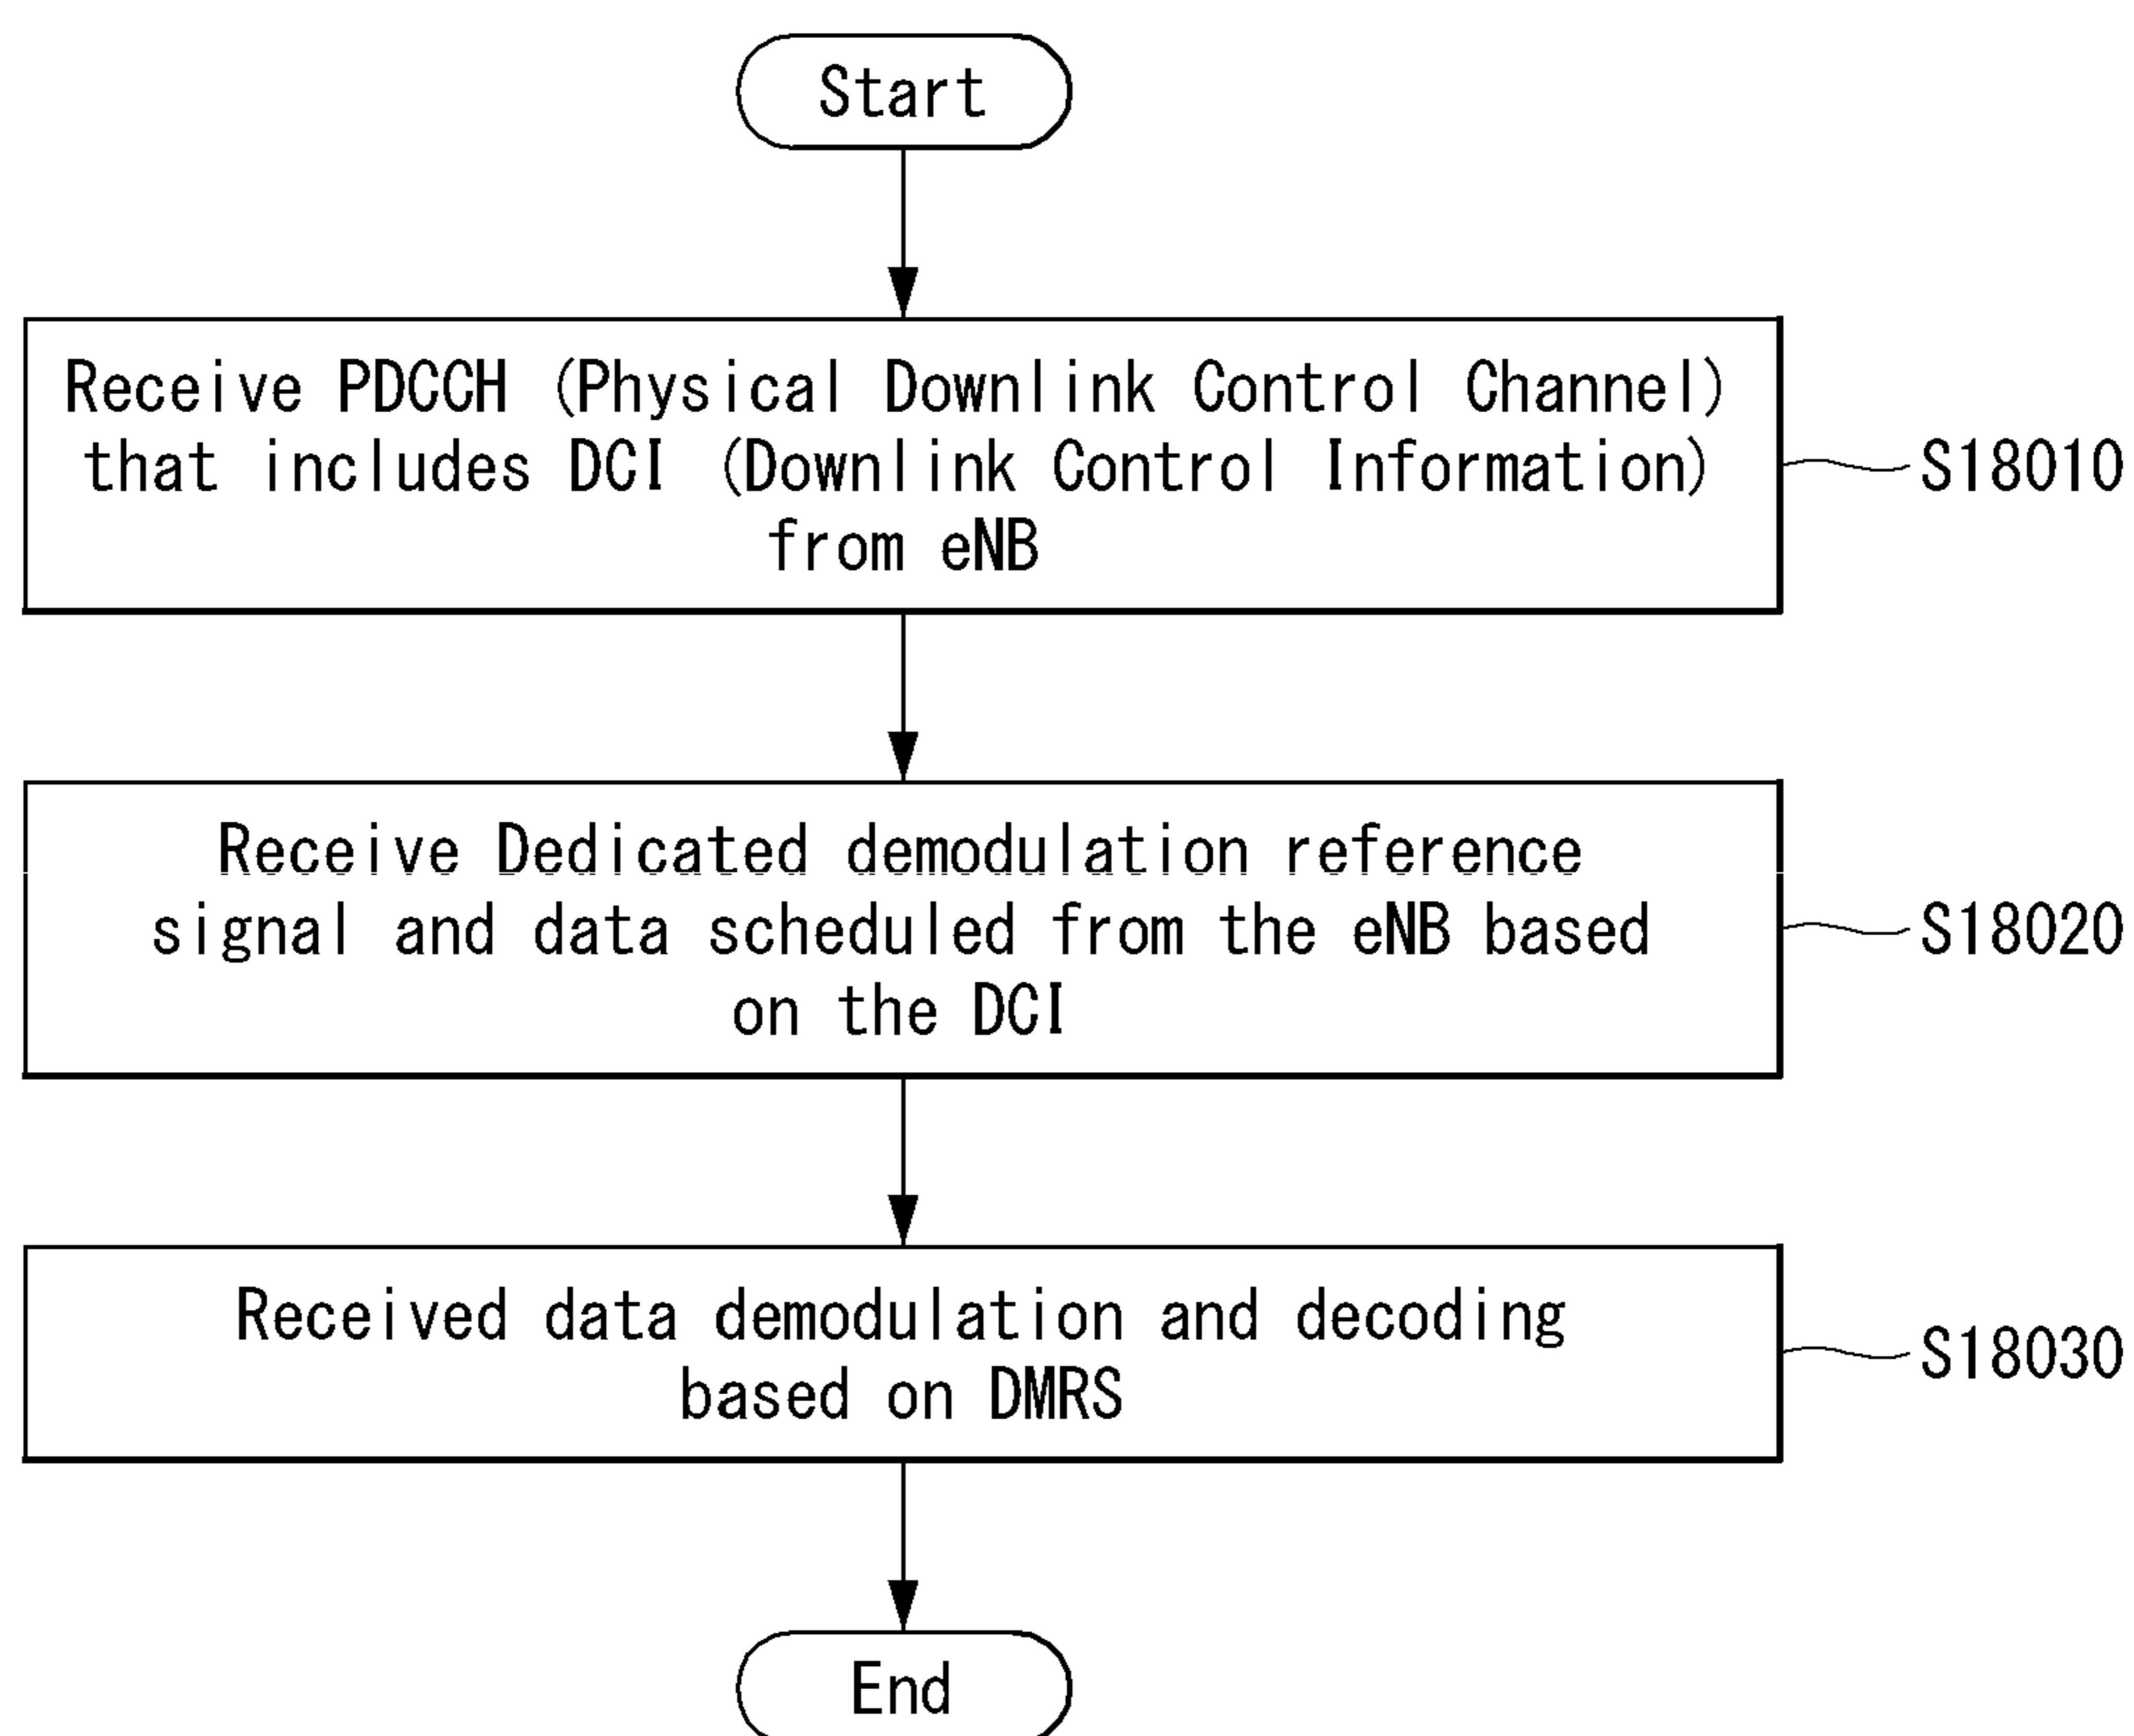 Start
Receive PDCCH (Physical Downlink Control Channel)
that includes DCI (Downlink Control Information)
from eNB
S18010
Receive Dedicated demodulation reference
signal and data scheduled from the eNB based
on the DCI
S18020
Received data demodulation and decoding
based on DMRS
S18030
End